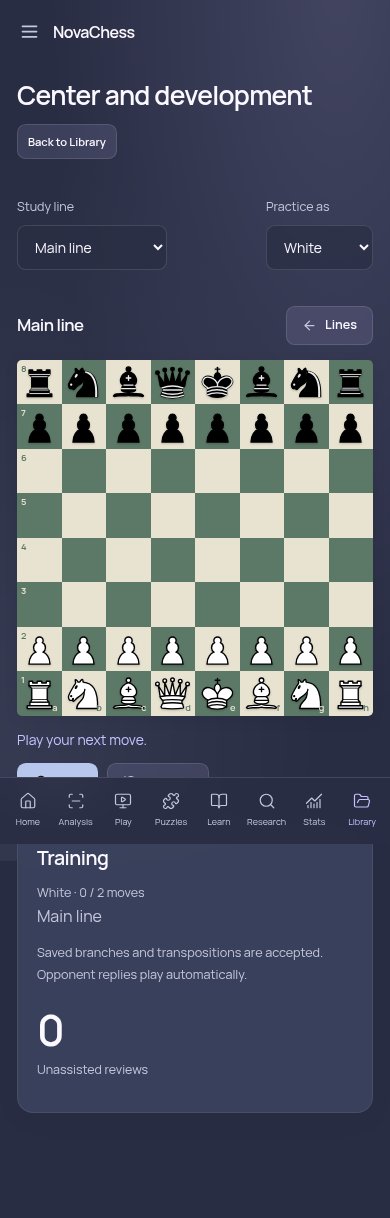 NovaChess
Center and development
Back to Library
Study line
Practice as
Main line
White
Main line
Lines
8
7
6
5
4
3
2
1
a
b
c
d
e
f
g
h
Play your next move.
Home
Analysis
Play
Puzzles
Learn
Research
Stats
Library
Training
White · 0 / 2 moves
Main line
Saved branches and transpositions are accepted.
Opponent replies play automatically.
0
Unassisted reviews